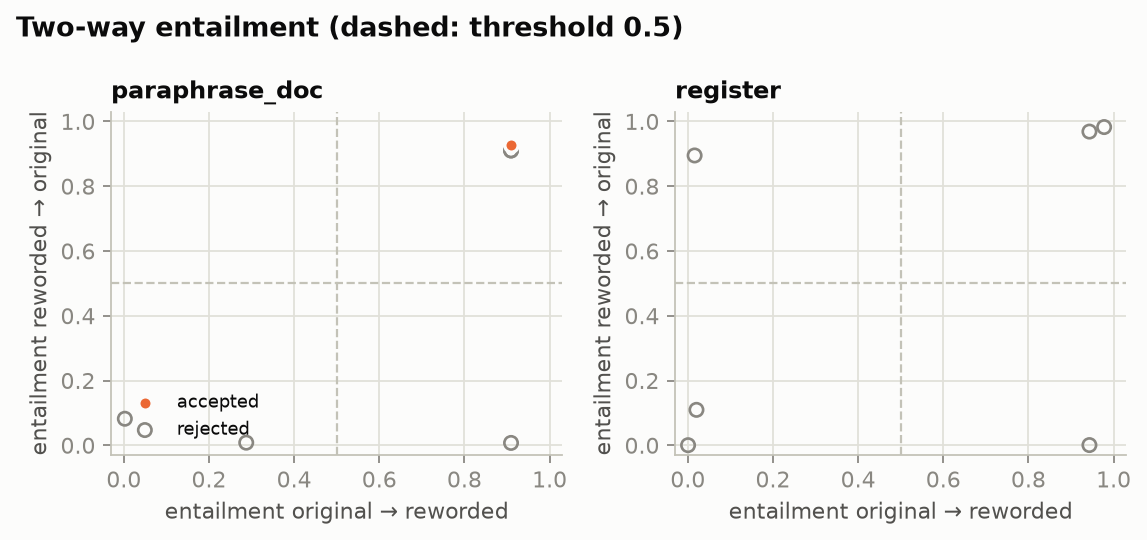 Two-way entailment (dashed: threshold 0.5)
paraphrase_doc
entailment reworded → original
1.0
0.8
0.6
0.4
0.2
0.0
accepted
rejected
0.0 0.2 0.4 0.6 0.8 1.0
entailment original → reworded
register
entailment reworded → original
1.0
0.8
0.6
0.4
0.2
0.0
0.0 0.2 0.4 0.6 0.8 1.0
entailment original → reworded